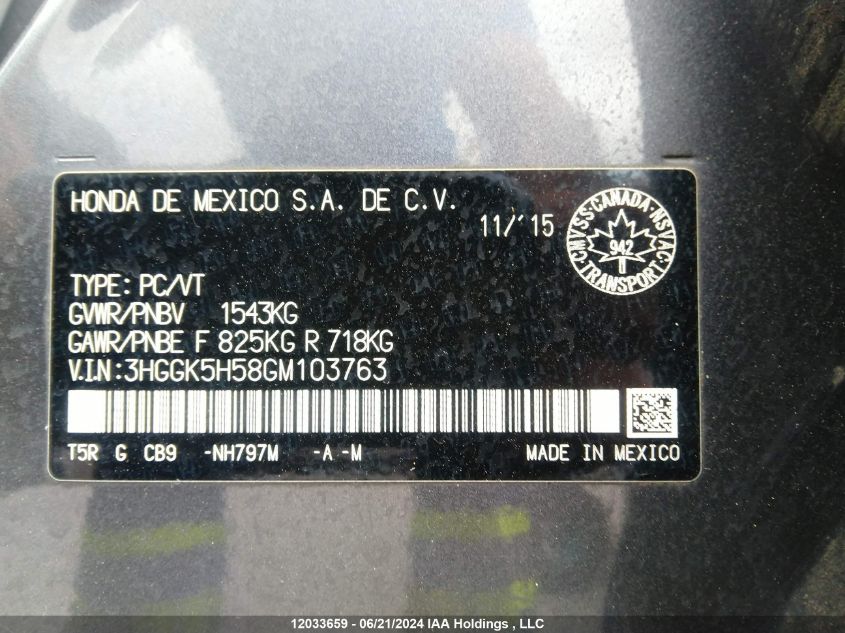 HONDA DE MEXICO S.A. DE C.V.
11/'15
CMVSS·CANADA·NSVAC·
942
TRANSPORT
TYPE: PC/VT
GVWR/PNBV 1543KG
GAWR/PNBE F 825KG R 718KG
V.I.N:3HGGK5H58GM103763
T5R G CB9 -NH797M -A -M MADE IN MEXICO
12033659 - 06/21/2024 IAA Holdings , LLC